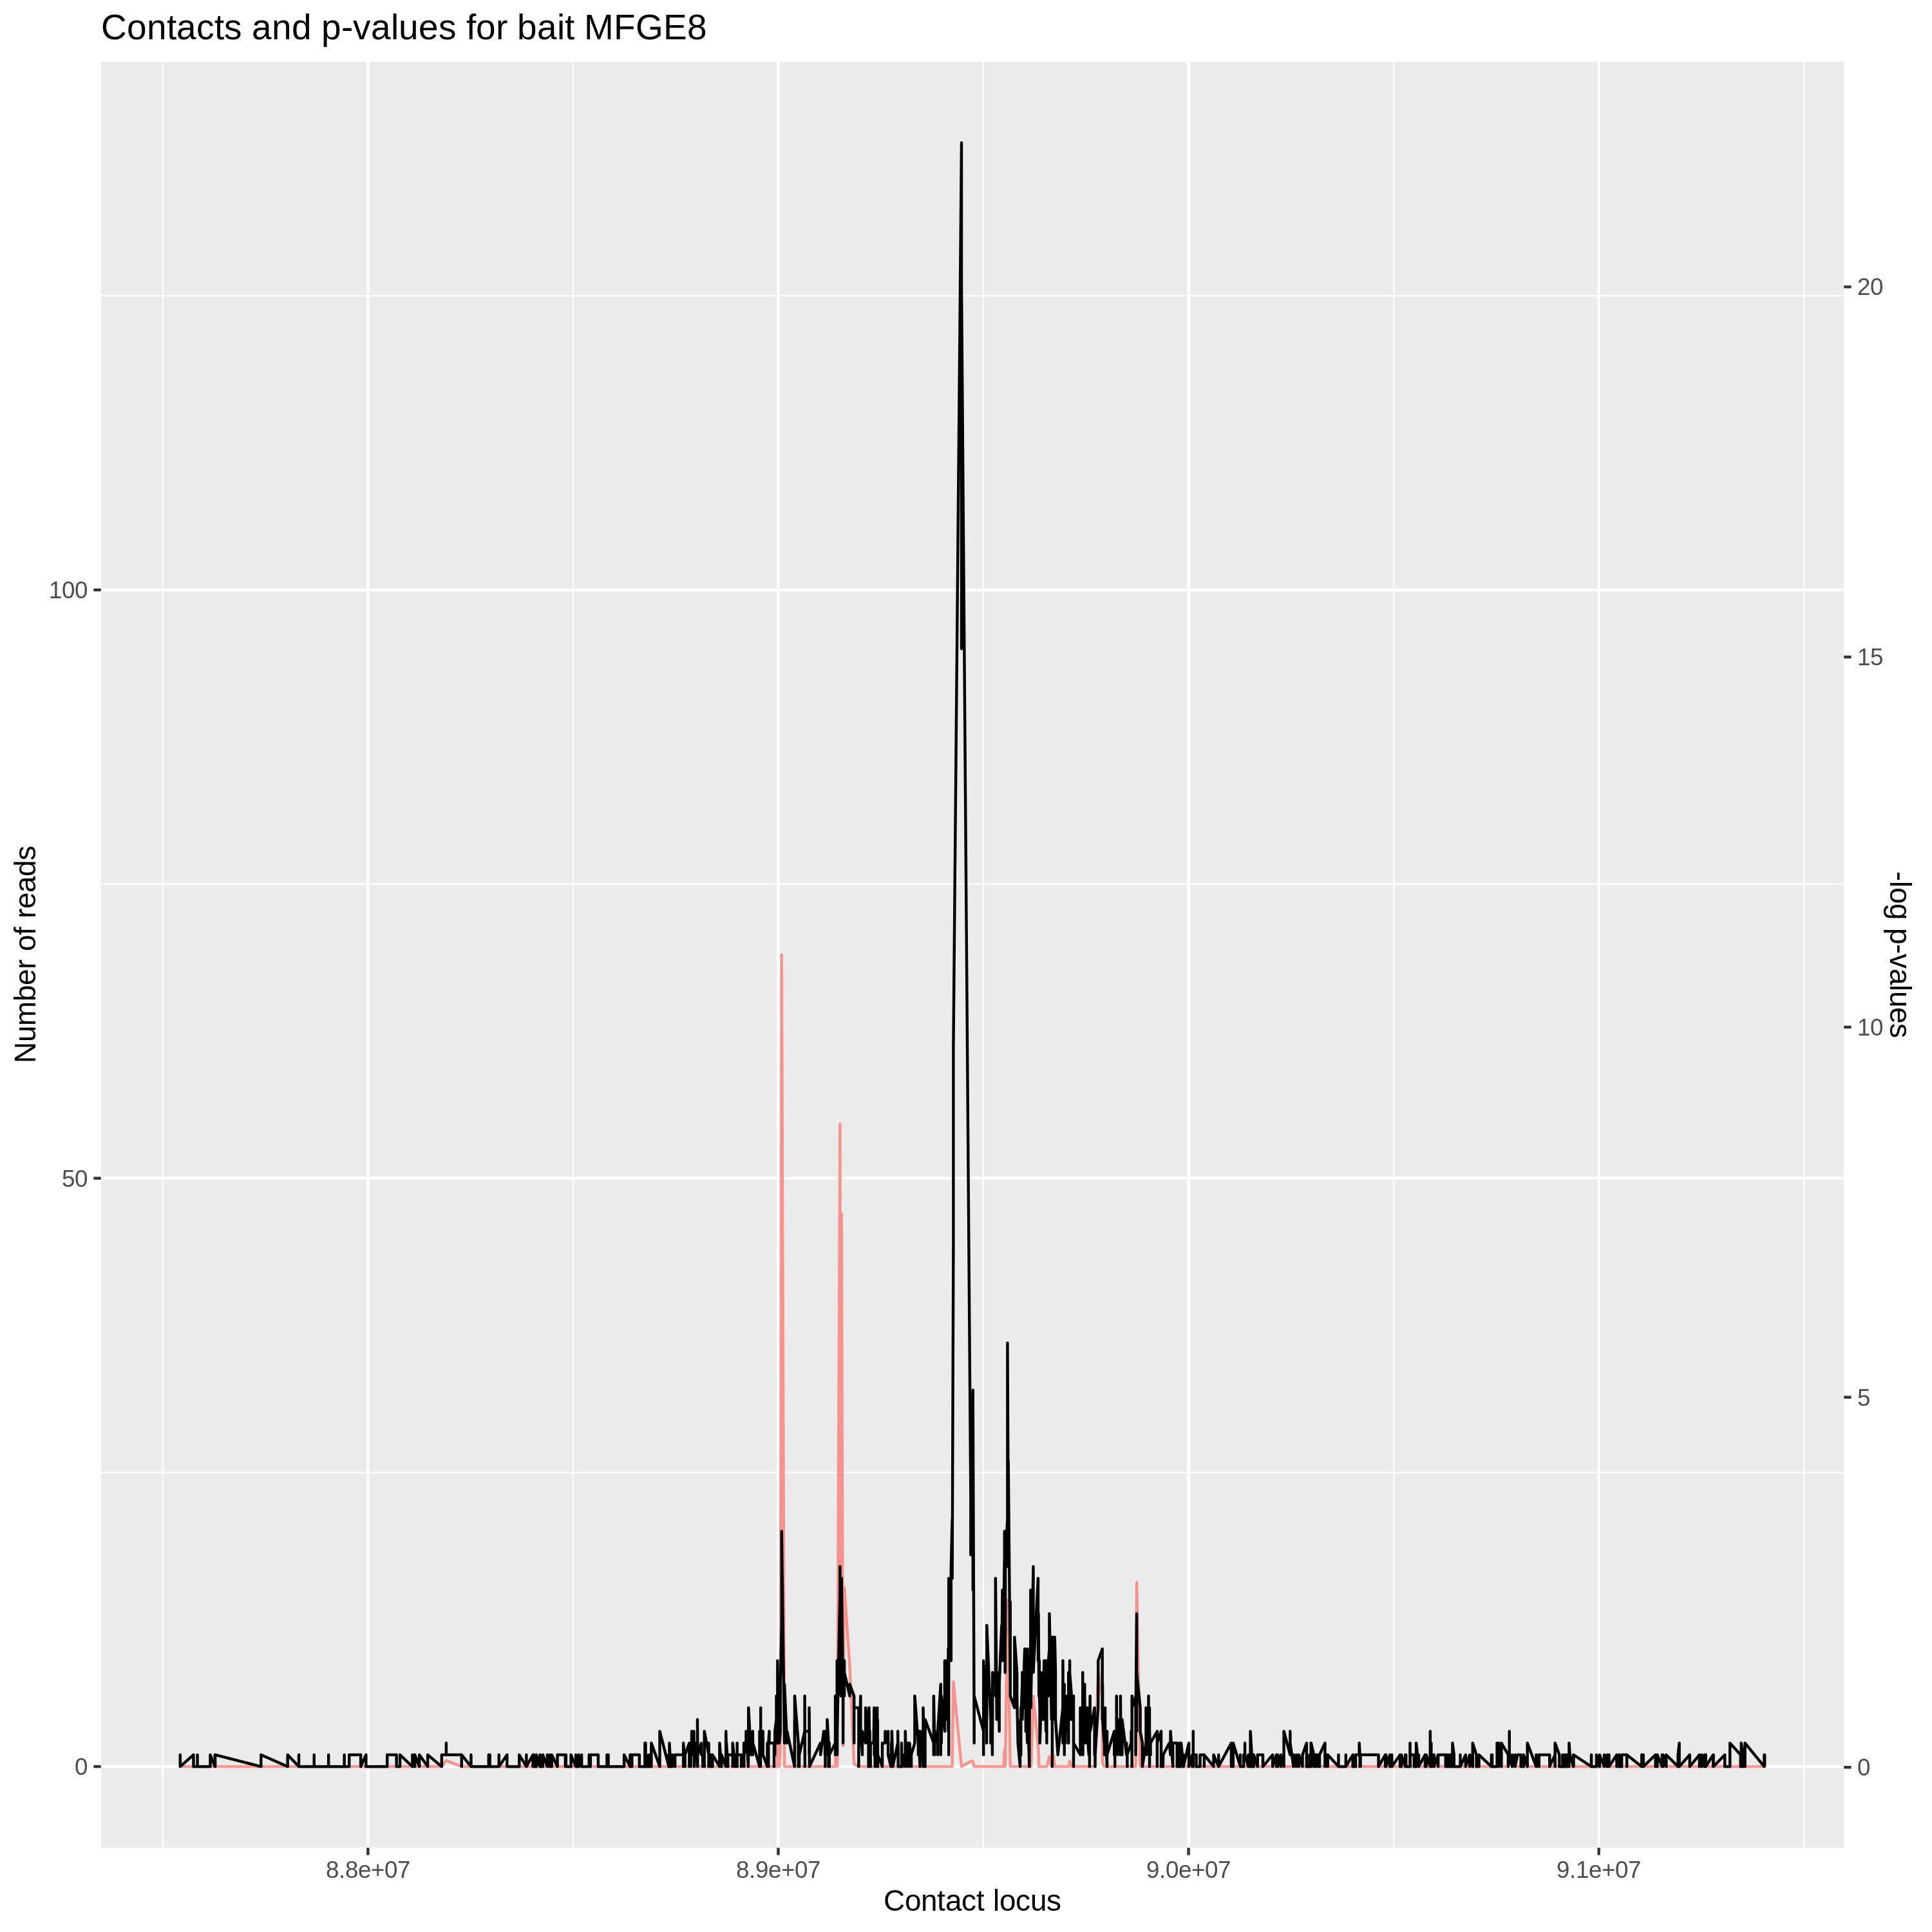 Contacts and p-values for bait MFGE8
Number of reads
100
50
0
20
15
10
5
0
-log p-values
8.8e+07
8.9e+07
9.0e+07
9.1e+07
Contact locus